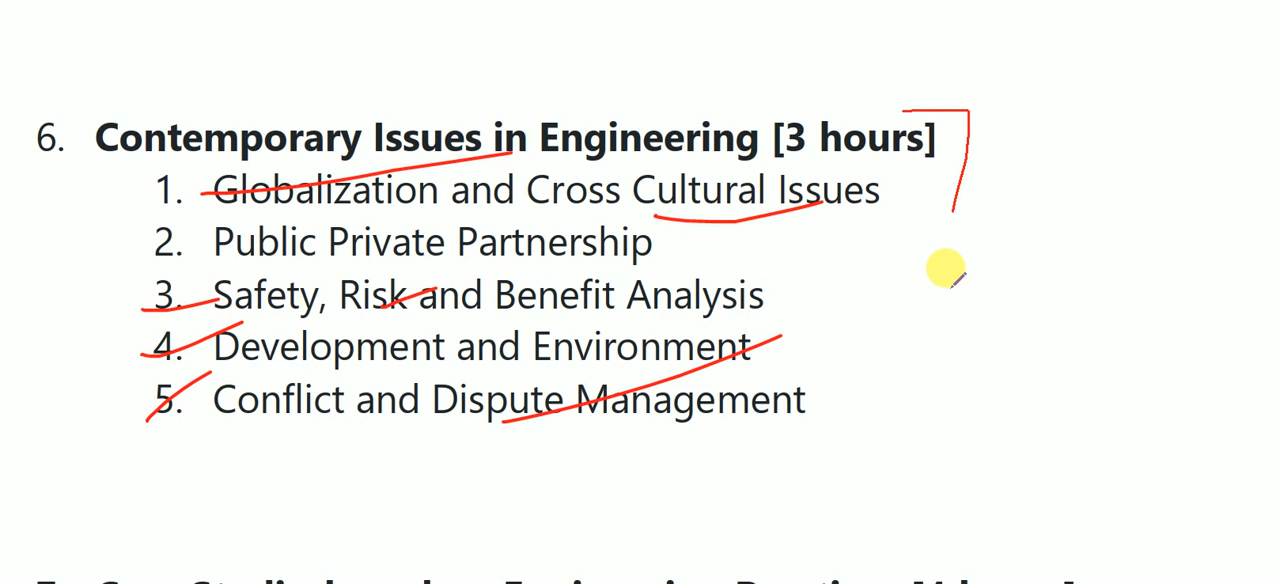 6. Contemporary Issues in Engineering [3 hours]
1. Globalization and Cross Cultural Issues
2. Public Private Partnership
3. Safety, Risk and Benefit Analysis
4. Development and Environment
5. Conflict and Dispute Management